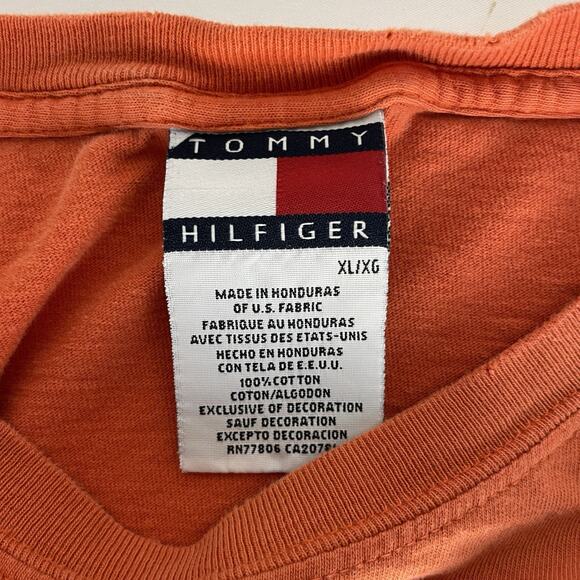 TOMMY
HILFIGER
XL/XG
MADE IN HONDURAS
OF U.S. FABRIC
FABRIQUE AU HONDURAS
AVEC TISSUS DES ETATS-UNIS
HECHO EN HONDURAS
CON TELA DE E.E.U.U.
100% COTTON
COTON/ALGODON
EXCLUSIVE OF DECORATION
SAUF DECORATION
EXCEPTO DECORACION
RN77806